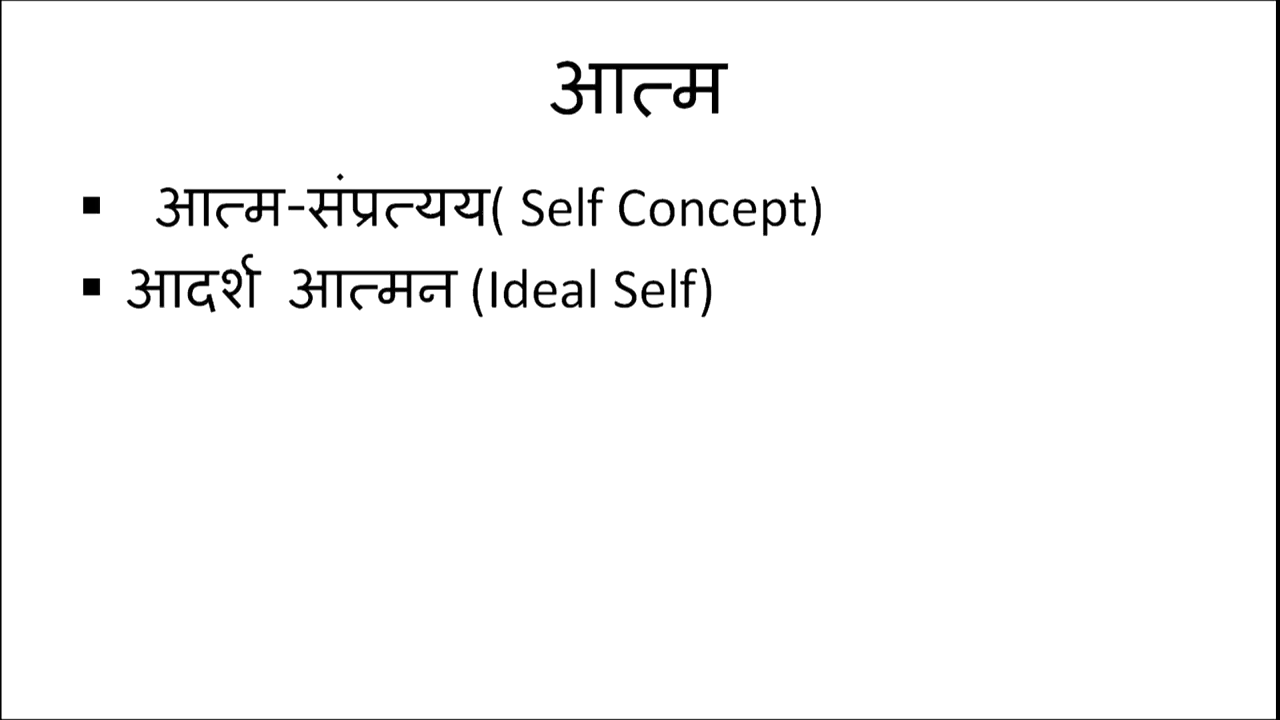 आत्म
▪ आत्म-संप्रत्यय( Self Concept)
▪ आदर्श आत्मन (Ideal Self)